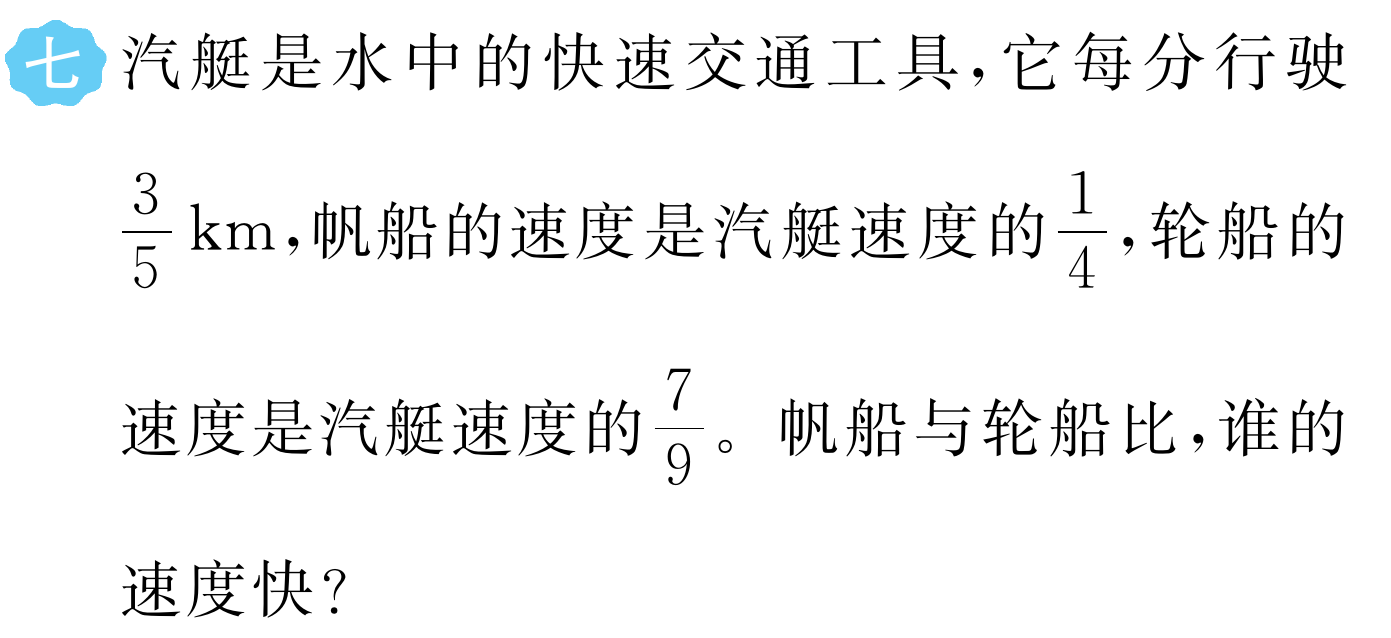 七 汽艇是水中的快速交通工具,它每分行驶
3/5 km,帆船的速度是汽艇速度的1/4,轮船的
速度是汽艇速度的7/9。帆船与轮船比,谁的
速度快?